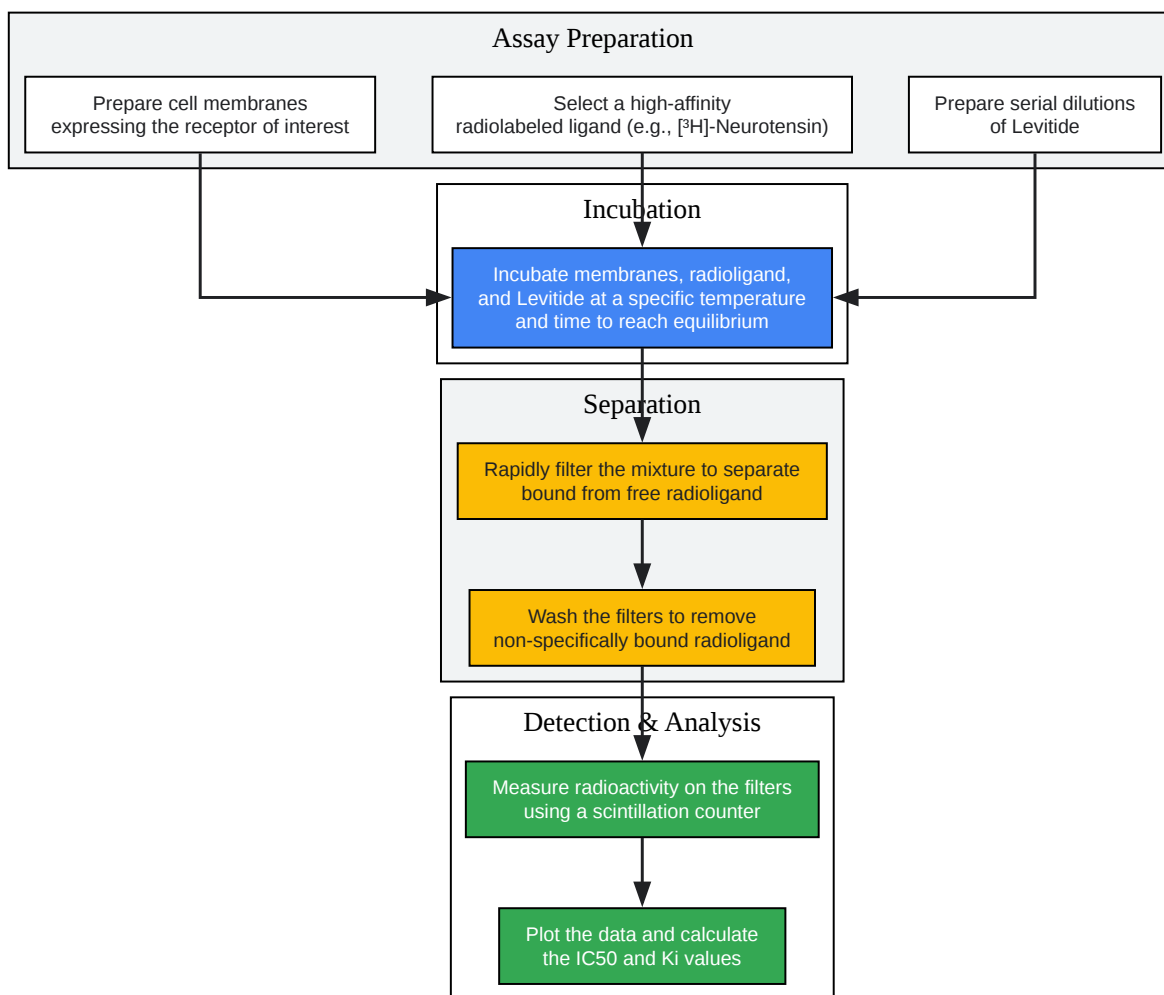 Assay Preparation
Prepare cell membranes
expressing the receptor of interest
Select a high-affinity
radiolabeled ligand (e.g., [³H]-Neurotensin)
Prepare serial dilutions
of Levitide
Incubation
Incubate membranes, radioligand,
and Levitide at a specific temperature
and time to reach equilibrium
Separation
Rapidly filter the mixture to separate
bound from free radioligand
Wash the filters to remove
non-specifically bound radioligand
Detection & Analysis
Measure radioactivity on the filters
using a scintillation counter
Plot the data and calculate
the IC50 and Ki values